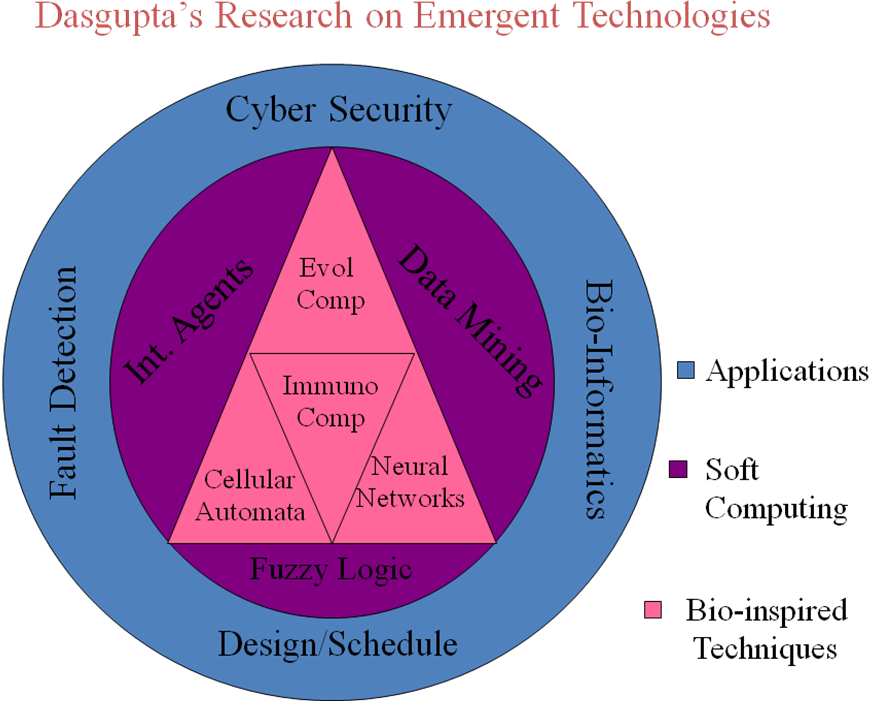 Dasgupta's Research on Emergent Technologies
Cyber Security
Int. Agents
Data Mining
Evol
Comp
Fault Detection
Bio-Informatics
Immuno
Comp
Cellular
Automata
Neural
Networks
Fuzzy Logic
Design/Schedule
Applications
Soft
Computing
Bio-inspired
Techniques